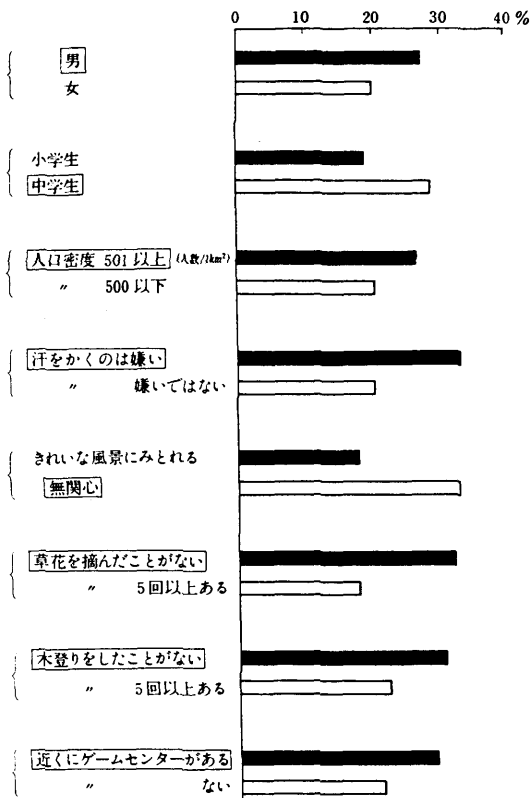 0 10 20 30 40 %
男
女
小学生
中学生
人口密度 501 以上 (人数/1km²)
〃 500 以下
汗をかくのは嫌い
〃 嫌いではない
きれいな風景にみとれる
無関心
草花を摘んだことがない
〃 5回以上ある
木登りをしたことがない
〃 5回以上ある
近くにゲームセンターがある
〃 ない